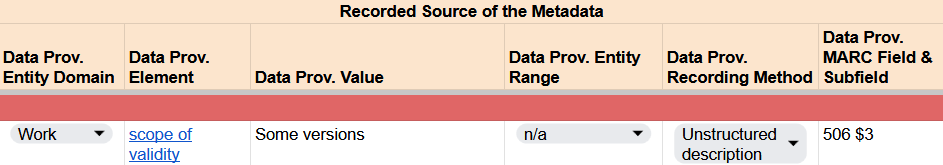 Recorded Source of the Metadata
Data Prov. Entity Domain
Data Prov. Element
Data Prov. Value
Data Prov. Entity Range
Data Prov. Recording Method
Data Prov. MARC Field & Subfield
Work
scope of validity
Some versions
n/a
Unstructured description
506 $3